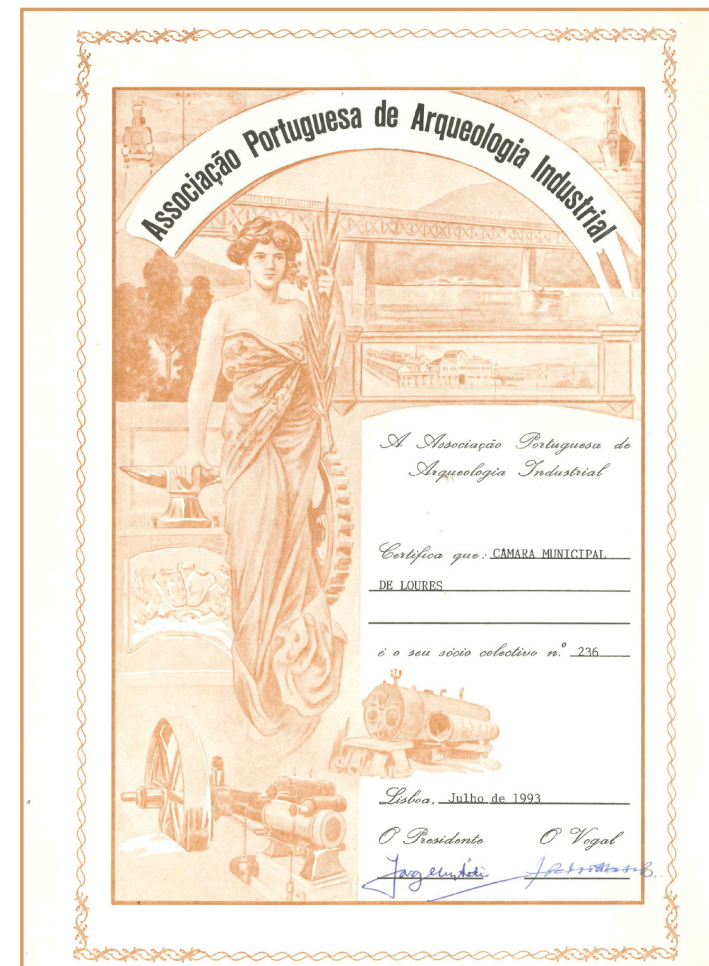 Associação Portuguesa de Arqueologia Industrial
A Associação Portuguesa de
Arqueologia Industrial
Certifica que: CÂMARA MUNICIPAL
DE LOURES
é o seu sócio colectivo n.º 236
Lisboa, Julho de 1993
O Presidente O Vogal